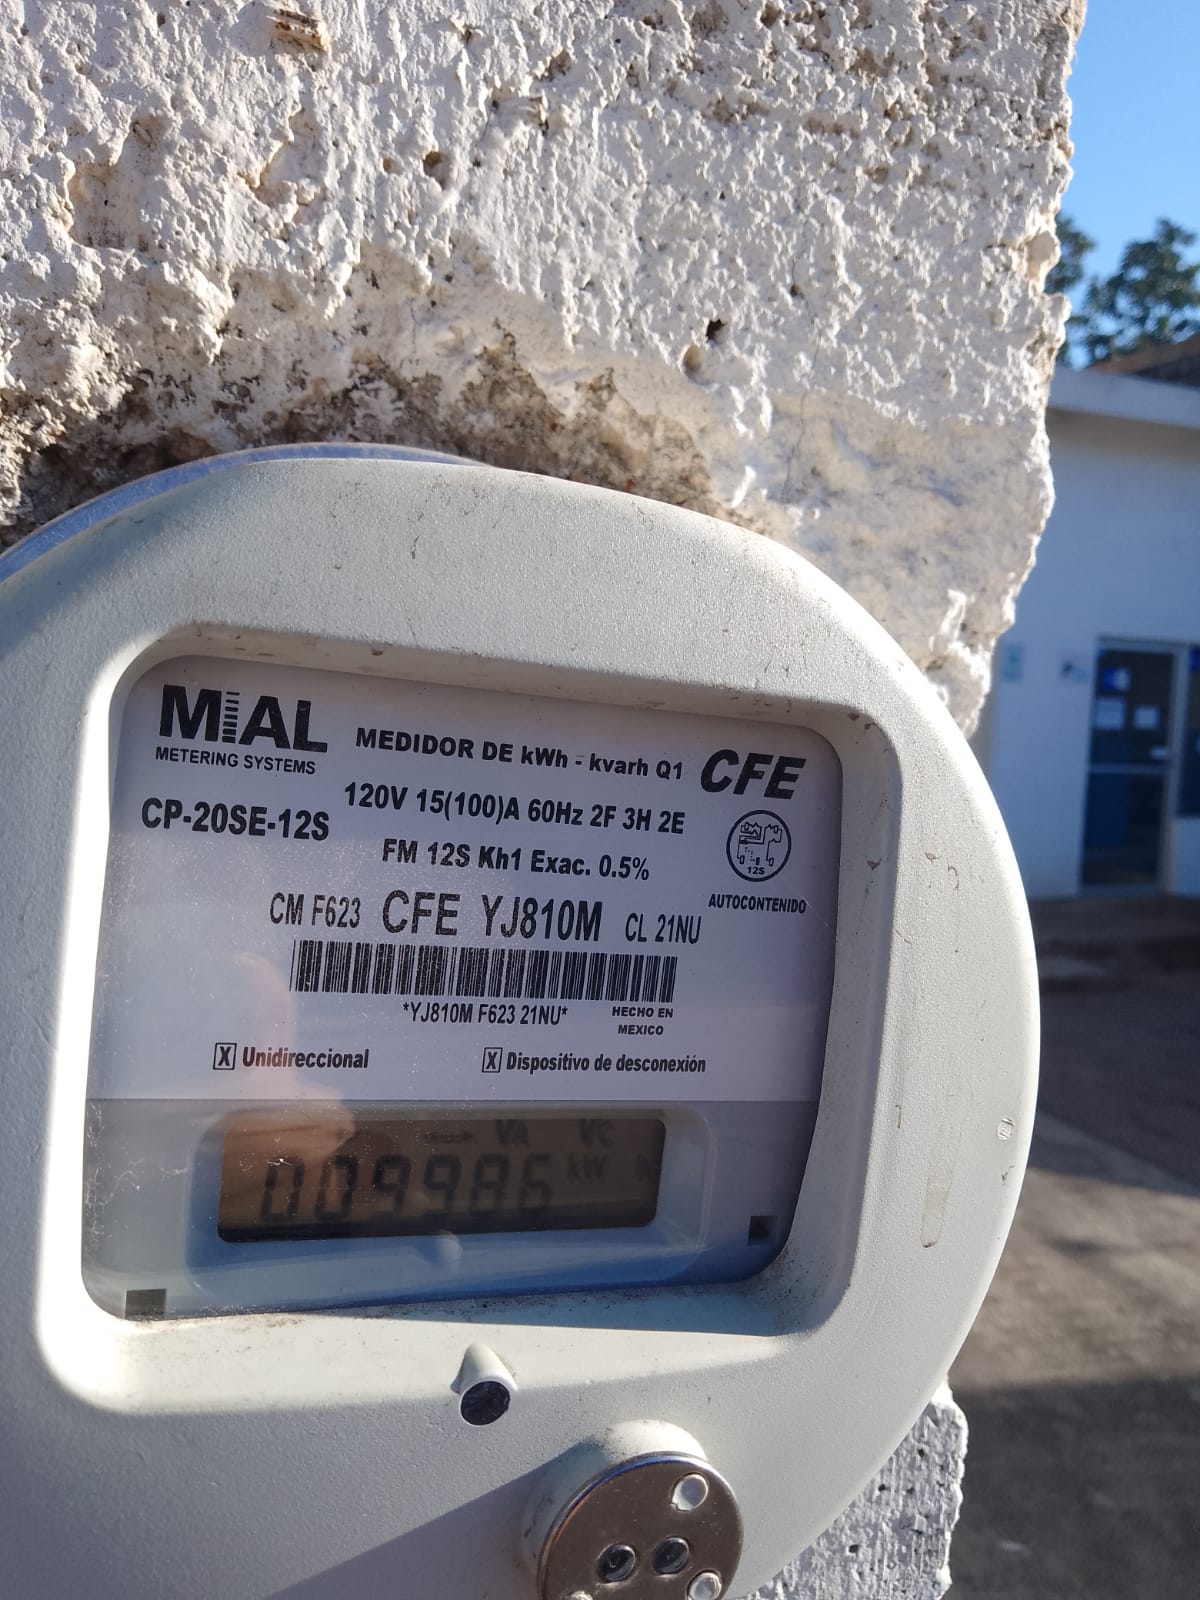 MIAL
METERING SYSTEMS
MEDIDOR DE kWh - kvarh Q1
CFE
CP-20SE-12S
120V 15(100)A 60Hz 2F 3H 2E
FM 12S Kh1 Exac. 0.5%
12S
AUTOCONTENIDO
CM F623 CFE YJ810M CL 21NU
*YJ810M F623 21NU*
HECHO EN
MEXICO
X Unidireccional
X Dispositivo de desconexión
VA VC
009986 kW